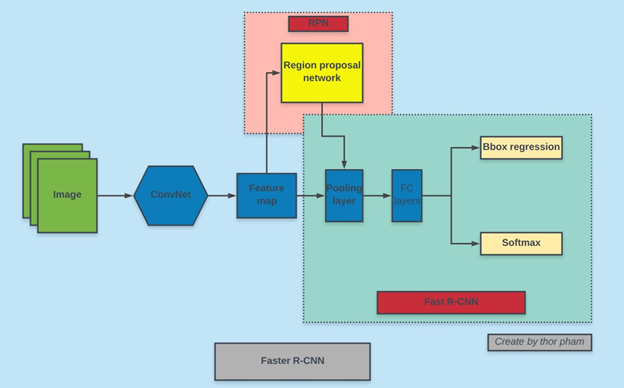 RPN
Region proposal
network
Image
ConvNet
Feature
map
Pooling
layer
FC
layers
Bbox regression
Softmax
Fast R-CNN
Create by thor pham
Faster R-CNN